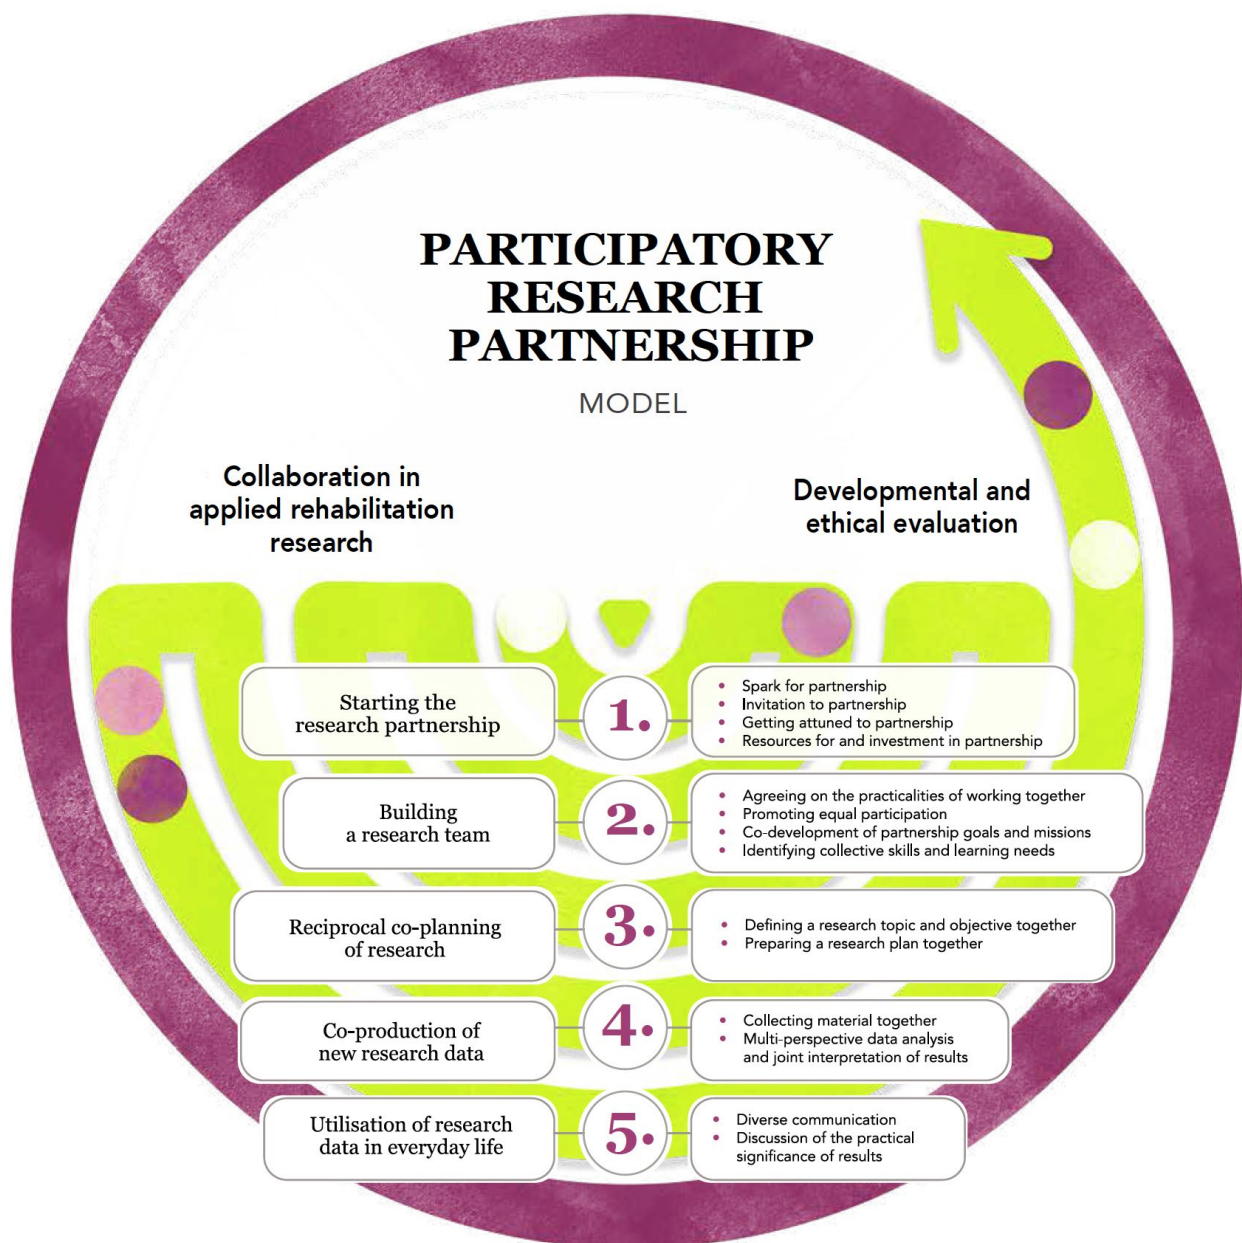 PARTICIPATORY
RESEARCH
PARTNERSHIP
MODEL
Collaboration in
applied rehabilitation
research
Developmental and
ethical evaluation
Starting the
research partnership
1.
• Spark for partnership
• Invitation to partnership
• Getting attuned to partnership
• Resources for and investment in partnership
Building
a research team
2.
• Agreeing on the practicalities of working together
• Promoting equal participation
• Co-development of partnership goals and missions
• Identifying collective skills and learning needs
Reciprocal co-planning
of research
3.
• Defining a research topic and objective together
• Preparing a research plan together
Co-production of
new research data
4.
• Collecting material together
• Multi-perspective data analysis
and joint interpretation of results
Utilisation of research
data in everyday life
5.
• Diverse communication
• Discussion of the practical
significance of results